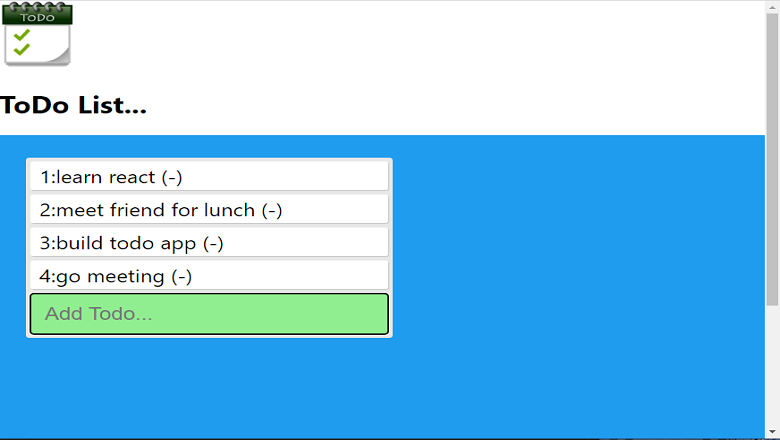 ToDo
ToDo List...
1:learn react (-)
2:meet friend for lunch (-)
3:build todo app (-)
4:go meeting (-)
Add Todo...